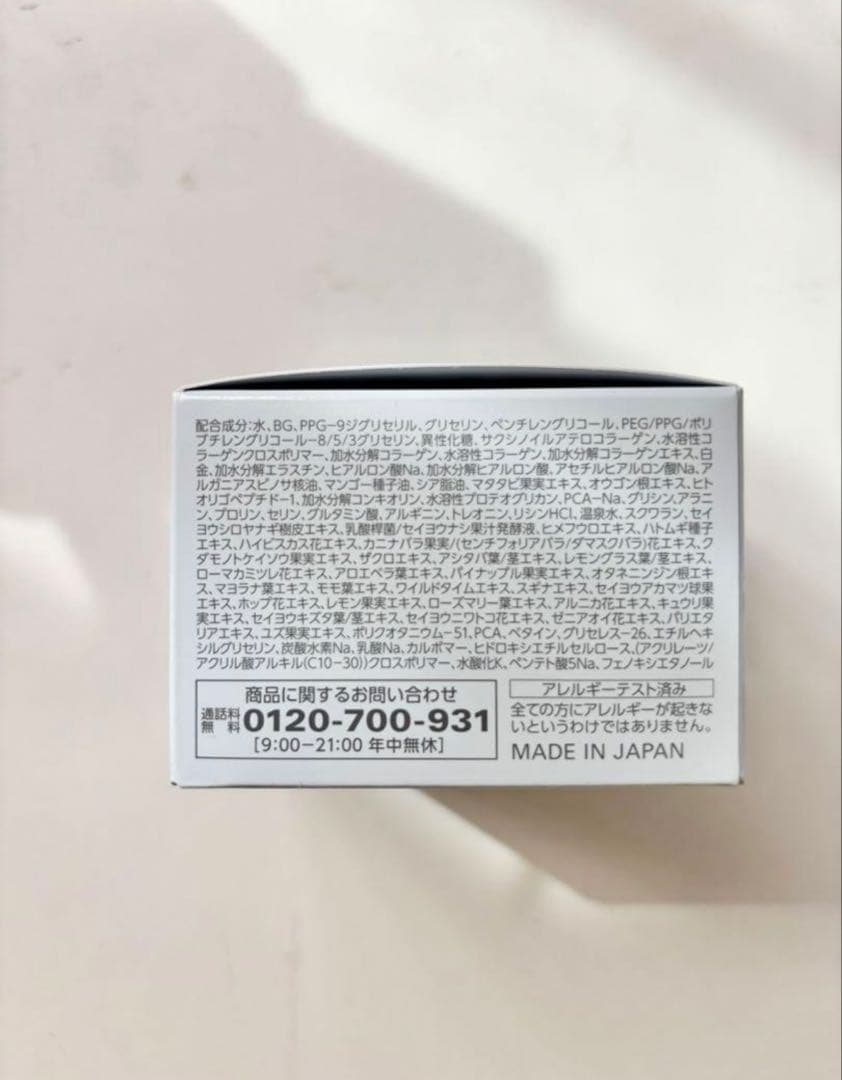 配合成分:水、BG、PPG-9ジグリセリル、グリセリン、ペンチレングリコール、PEG/PPG/ポリ
ブチレングリコール-8/5/3グリセリン、異性化糖、サクシノイルアテロコラーゲン、水溶性コ
ラーゲンクロスポリマー、加水分解コラーゲン、水溶性コラーゲン、加水分解コラーゲンエキス、白
金、加水分解エラスチン、ヒアルロン酸Na、加水分解ヒアルロン酸、アセチルヒアルロン酸Na、ア
ルガニアスピノサ核油、マンゴー種子油、シア脂油、マタタビ果実エキス、オウゴン根エキス、ヒト
オリゴペプチド-1、加水分解コンキオリン、水溶性プロテオグリカン、PCA-Na、グリシン、アラニ
ン、プロリン、セリン、グルタミン酸、アルギニン、トレオニン、リシンHCl、温泉水、スクワラン、セイ
ヨウシロヤナギ樹皮エキス、乳酸桿菌/セイヨウナシ果汁発酵液、ヒメフウロエキス、ハトムギ種子
エキス、ハイビスカス花エキス、カニナバラ果実/(センチフォリアバラ/ダマスクバラ)花エキス、ク
ダモノトケイソウ果実エキス、ザクロエキス、アシタバ葉/茎エキス、レモングラス葉/茎エキス、
ローマカミツレ花エキス、アロエベラ葉エキス、パイナップル果実エキス、オタネニンジン根エキ
ス、マヨラナ葉エキス、モモ葉エキス、ワイルドタイムエキス、スギナエキス、セイヨウアカマツ球果
エキス、ホップ花エキス、レモン果実エキス、ローズマリー葉エキス、アルニカ花エキス、キュウリ果
実エキス、セイヨウキズタ葉/茎エキス、セイヨウニワトコ花エキス、ゼニアオイ花エキス、パリエタ
リアエキス、ユズ果実エキス、ポリクオタニウム-51、PCA、ベタイン、グリセレス-26、エチルヘキ
シルグリセリン、炭酸水素Na、乳酸Na、カルボマー、ヒドロキシエチルセルロース、(アクリレーツ/
アクリル酸アルキル(C10-30))クロスポリマー、水酸化K、ペンテト酸5Na、フェノキシエタノール
商品に関するお問い合わせ
通話料無料 0120-700-931
[9:00-21:00 年中無休]
アレルギーテスト済み
全ての方にアレルギーが起きな
いというわけではありません。
MADE IN JAPAN